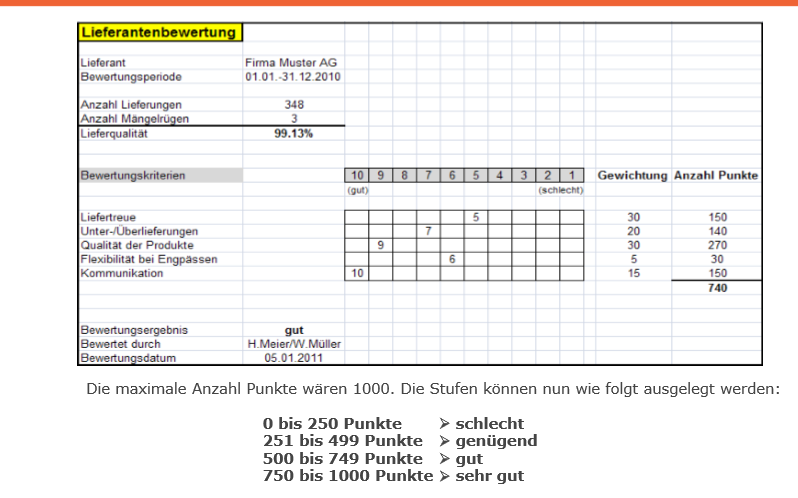 Lieferantenbewertung
Lieferant Firma Muster AG
Bewertungsperiode 01.01.-31.12.2010
Anzahl Lieferungen 348
Anzahl Mängelrügen 3
Lieferqualität 99.13%
Bewertungskriterien 10 9 8 7 6 5 4 3 2 1 Gewichtung Anzahl Punkte
(gut) (schlecht)
Liefertreue 5 30 150
Unter-/Überlieferungen 7 20 140
Qualität der Produkte 9 30 270
Flexibilität bei Engpässen 6 5 30
Kommunikation 10 15 150
740
Bewertungsergebnis gut
Bewertet durch H.Meier/W.Müller
Bewertungsdatum 05.01.2011
Die maximale Anzahl Punkte wären 1000. Die Stufen können nun wie folgt ausgelegt werden:
0 bis 250 Punkte ➢ schlecht
251 bis 499 Punkte ➢ genügend
500 bis 749 Punkte ➢ gut
750 bis 1000 Punkte ➢ sehr gut